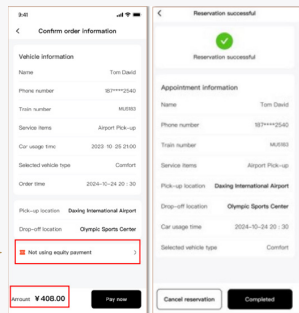 9:41
Confirm order information
Vehicle information
Name Tom David
Phone number 187****2540
Train number MU5183
Service items Airport Pick-up
Car usage time 2023 10 25 21:00
Selected vehicle type Comfort
Order time 2024-10-24 20 : 30
Pick-up location Daxing International Airport
Drop-off location Olympic Sports Center
Not using equity payment
Amount ¥ 408.00 Pay now
Reservation successful
Reservation successful
Appointment information
Name Tom David
Phone number 187****2540
Train number MU5183
Service items Airport Pick-up
Pick-up location Daxing International Airport
Drop-off location Olympic Sports Center
Car usage time 2024-10-24 20 : 30
Selected vehicle type Comfort
Cancel reservation Completed